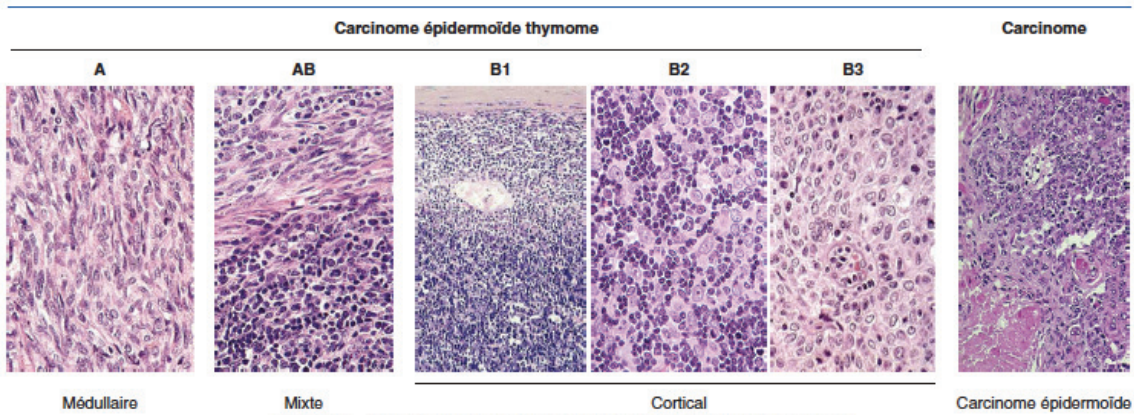 Carcinome épidermoïde thymome Carcinome
A AB B1 B2 B3
Médullaire Mixte Cortical Carcinome épidermoïde